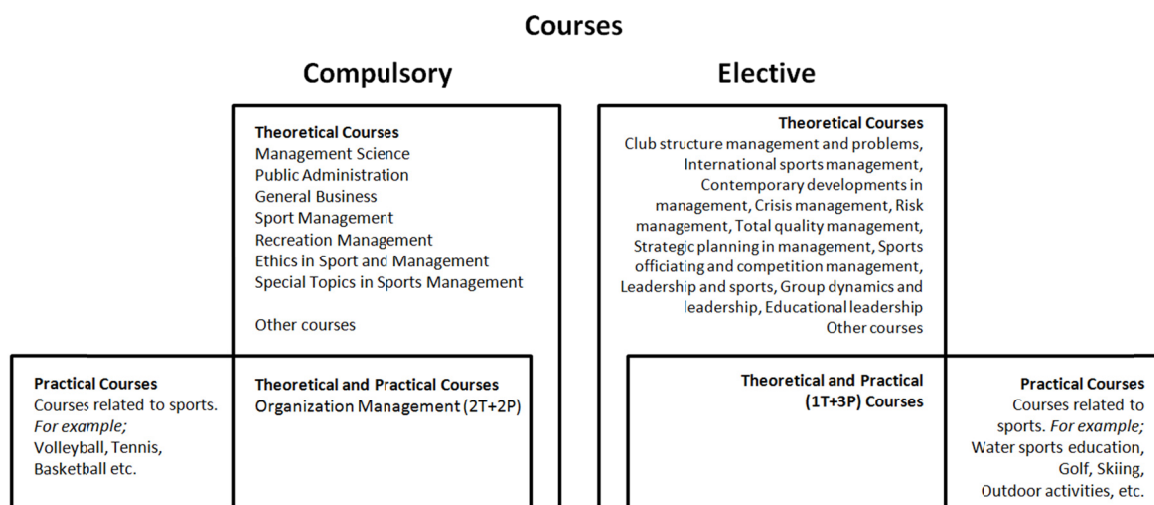 Courses
Compulsory
Elective
Theoretical Courses
Management Science
Public Administration
General Business
Sport Management
Recreation Management
Ethics in Sport and Management
Special Topics in Sports Management
Other courses
Theoretical Courses
Club structure management and problems,
International sports management,
Contemporary developments in
management, Crisis management, Risk
management, Total quality management,
Strategic planning in management, Sports
officiating and competition management,
Leadership and sports, Group dynamics and
leadership, Educational leadership
Other courses
Practical Courses
Courses related to sports.
For example;
Volleyball, Tennis,
Basketball etc.
Theoretical and Practical Courses
Organization Management (2T+2P)
Theoretical and Practical
(1T+3P) Courses
Practical Courses
Courses related to
sports. For example;
Water sports education,
Golf, Skiing,
Outdoor activities, etc.